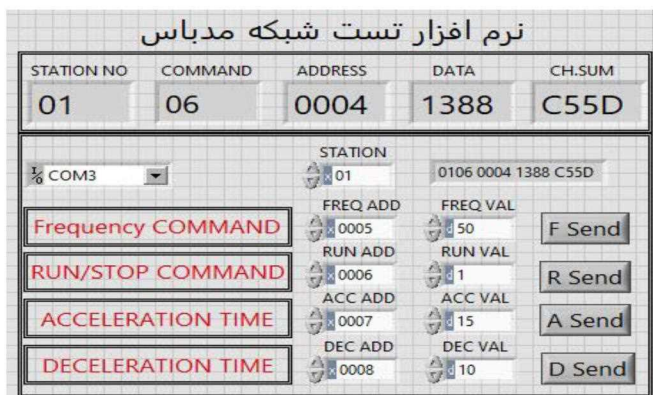 نرم افزار تست شبکه مدباس
STATION NO COMMAND ADDRESS DATA CH.SUM
01 06 0004 1388 C55D
STATION
COM3 x 01 0106 0004 1388 C55D
FREQ ADD FREQ VAL
Frequency COMMAND x 0005 d 50 F Send
RUN ADD RUN VAL
RUN/STOP COMMAND x 0006 d 1 R Send
ACC ADD ACC VAL
ACCELERATION TIME x 0007 d 15 A Send
DEC ADD DEC VAL
DECELERATION TIME x 0008 d 10 D Send